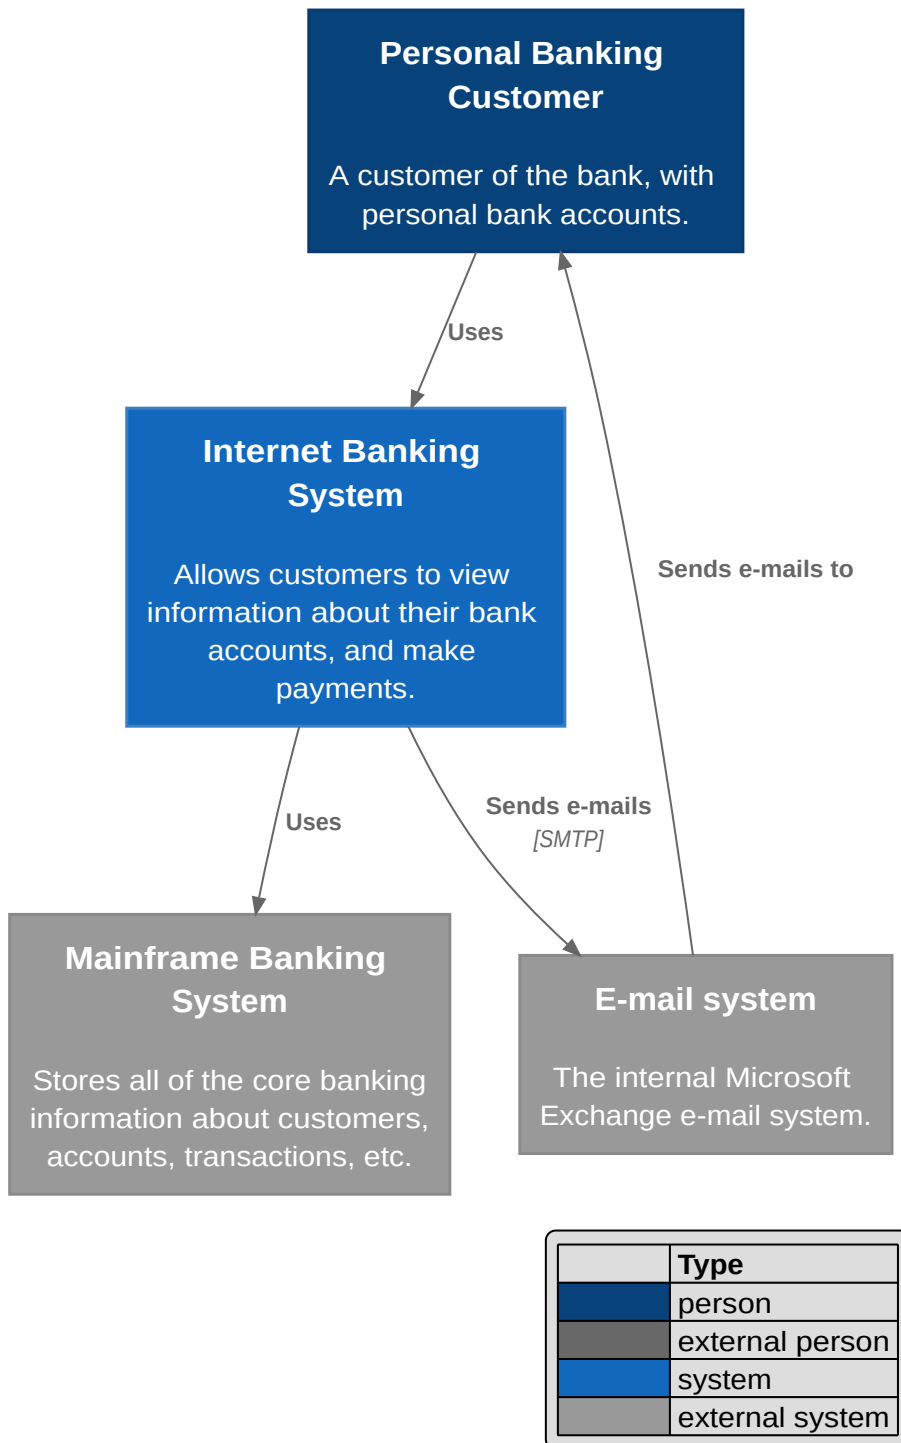 Personal Banking
Customer
A customer of the bank, with
personal bank accounts.
Uses
Internet Banking
System
Allows customers to view
information about their bank
accounts, and make
payments.
Sends e-mails to
Uses
Sends e-mails
[SMTP]
Mainframe Banking
System
Stores all of the core banking
information about customers,
accounts, transactions, etc.
E-mail system
The internal Microsoft
Exchange e-mail system.
Type
person
external person
system
external system